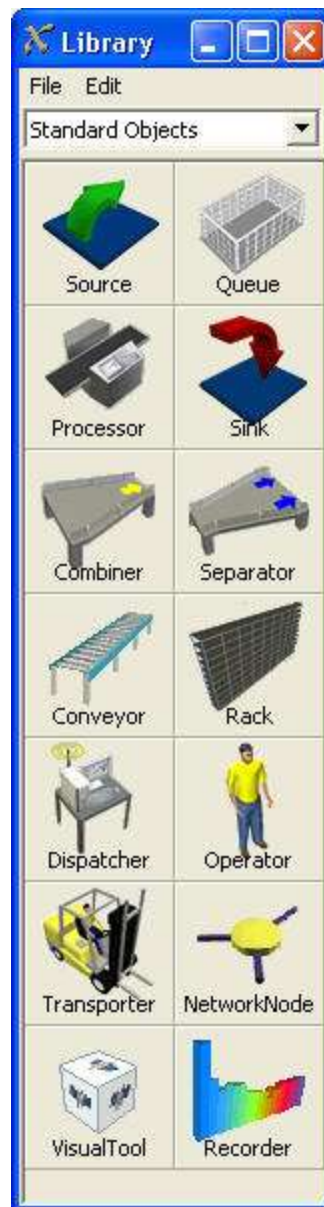 Library
File Edit
Standard Objects
Source Queue
Processor Sink
Combiner Separator
Conveyor Rack
Dispatcher Operator
Transporter NetworkNode
VisualTool Recorder